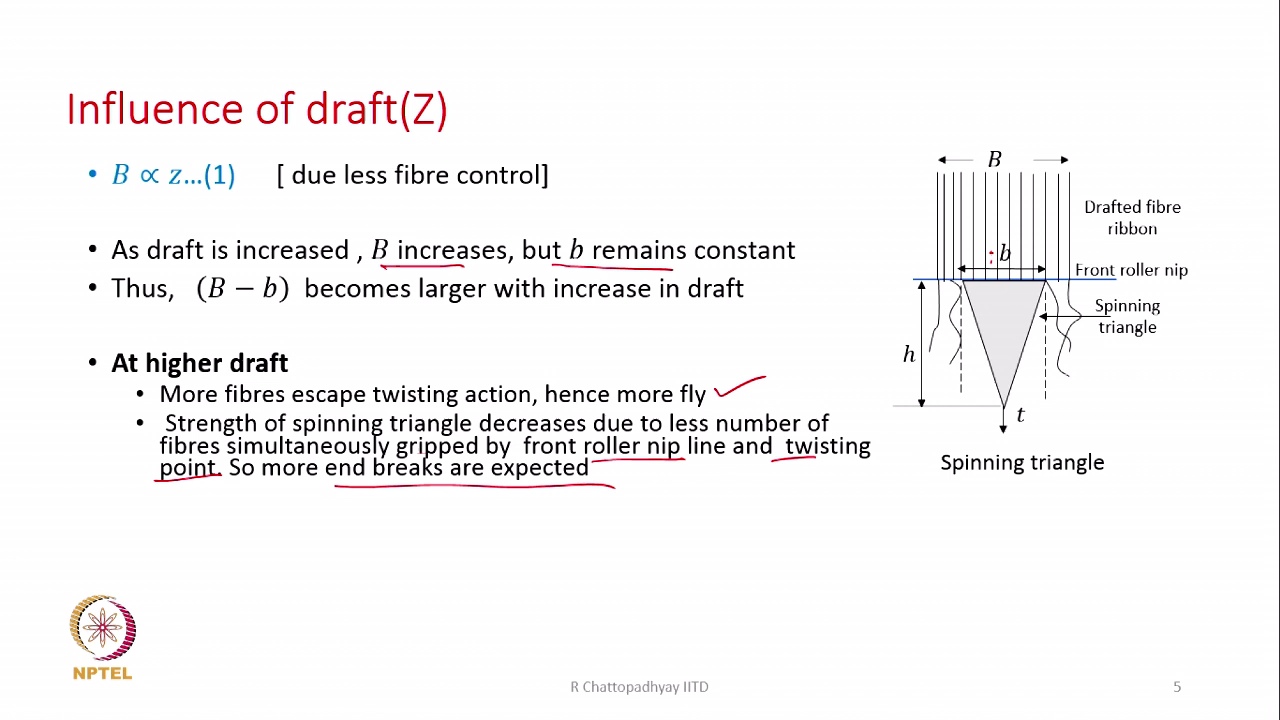 Influence of draft(Z)
• B ∝ z…(1) [ due less fibre control]
• As draft is increased , B increases, but b remains constant
• Thus, (B − b) becomes larger with increase in draft
• At higher draft
• More fibres escape twisting action, hence more fly
• Strength of spinning triangle decreases due to less number of
fibres simultaneously gripped by front roller nip line and twisting
point. So more end breaks are expected
B
Drafted fibre
ribbon
b
Front roller nip
Spinning
triangle
h
t
Spinning triangle
NPTEL
R Chattopadhyay IITD
5